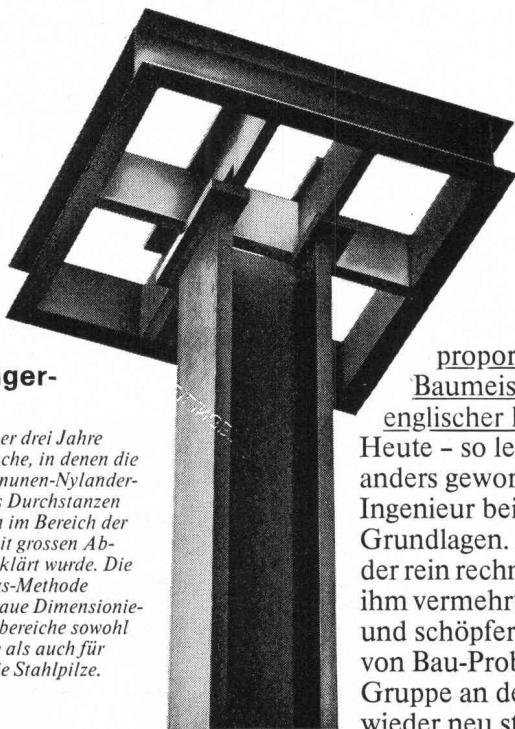 nger-
er drei Jahre
che, in denen die
nunen-Nylander-
s Durchstanzen
n im Bereich der
it grossen Ab-
klärt wurde. Die
s-Methode
aue Dimensionie-
bereiche sowohl
e als auch für
ie Stahlpilze.
propor
Baumeis
englischer
Heute – so le
anders gewor
Ingenieur bei
Grundlagen.
der rein rechn
ihm vermehrt
und schöpfer
von Bau-Prob
Gruppe an de
wieder neu st